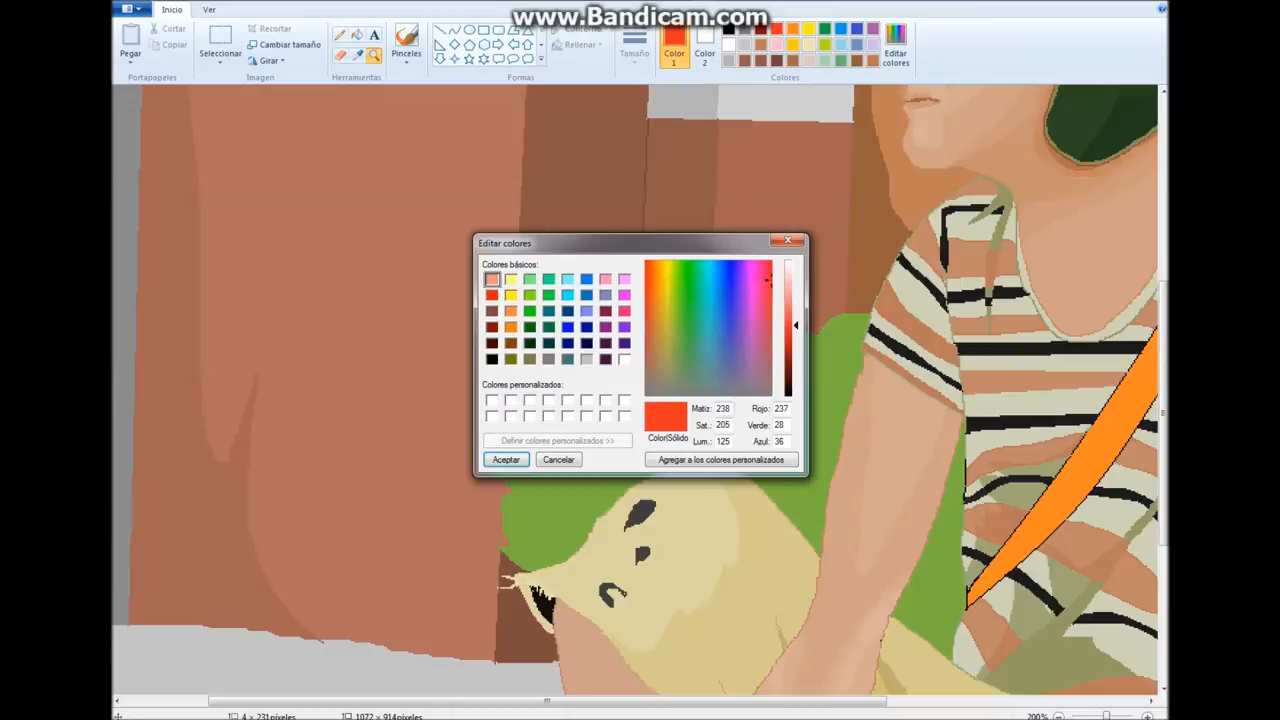 www.Bandicam.com
Inicio
Ver
Pegar
Cortar
Copiar
Portapapeles
Seleccionar
Recortar
Cambiar tamaño
Girar
Imagen
Herramientas
Pinceles
Contorno
Rellenar
Formas
Tamaño
Color
1
Color
2
Editar
colores
Colores
Editar colores
Colores básicos:
Colores personalizados:
Definir colores personalizados >>
Aceptar
Cancelar
Color|Sólido
Matiz: 238
Sat.: 205
Lum.: 125
Rojo: 237
Verde: 28
Azul: 36
Agregar a los colores personalizados
4 × 231píxeles
1072 × 914píxeles
200%